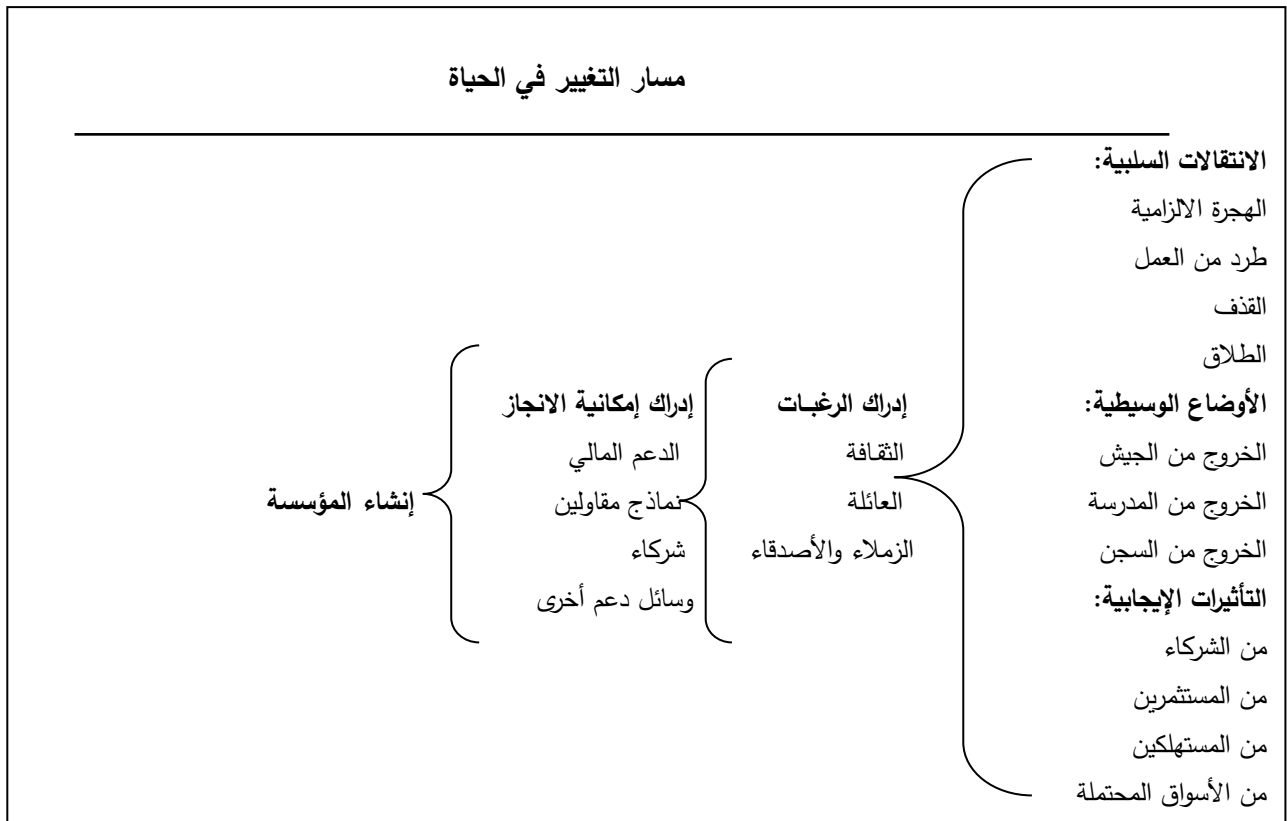 مسار التغيير في الحياة
الانتقالات السلبية:
الهجرة الالزامية
طرد من العمل
القذف
الطلاق
الأوضاع الوسيطية:
الخروج من الجيش
الخروج من المدرسة
الخروج من السجن
التأثيرات الإيجابية:
من الشركاء
من المستثمرين
من المستهلكين
من الأسواق المحتملة
إدراك الرغبات
الثقافة
العائلة
الزملاء والأصدقاء
إدراك إمكانية الانجاز
الدعم المالي
نماذج مقاولين
شركاء
وسائل دعم أخرى
إنشاء المؤسسة